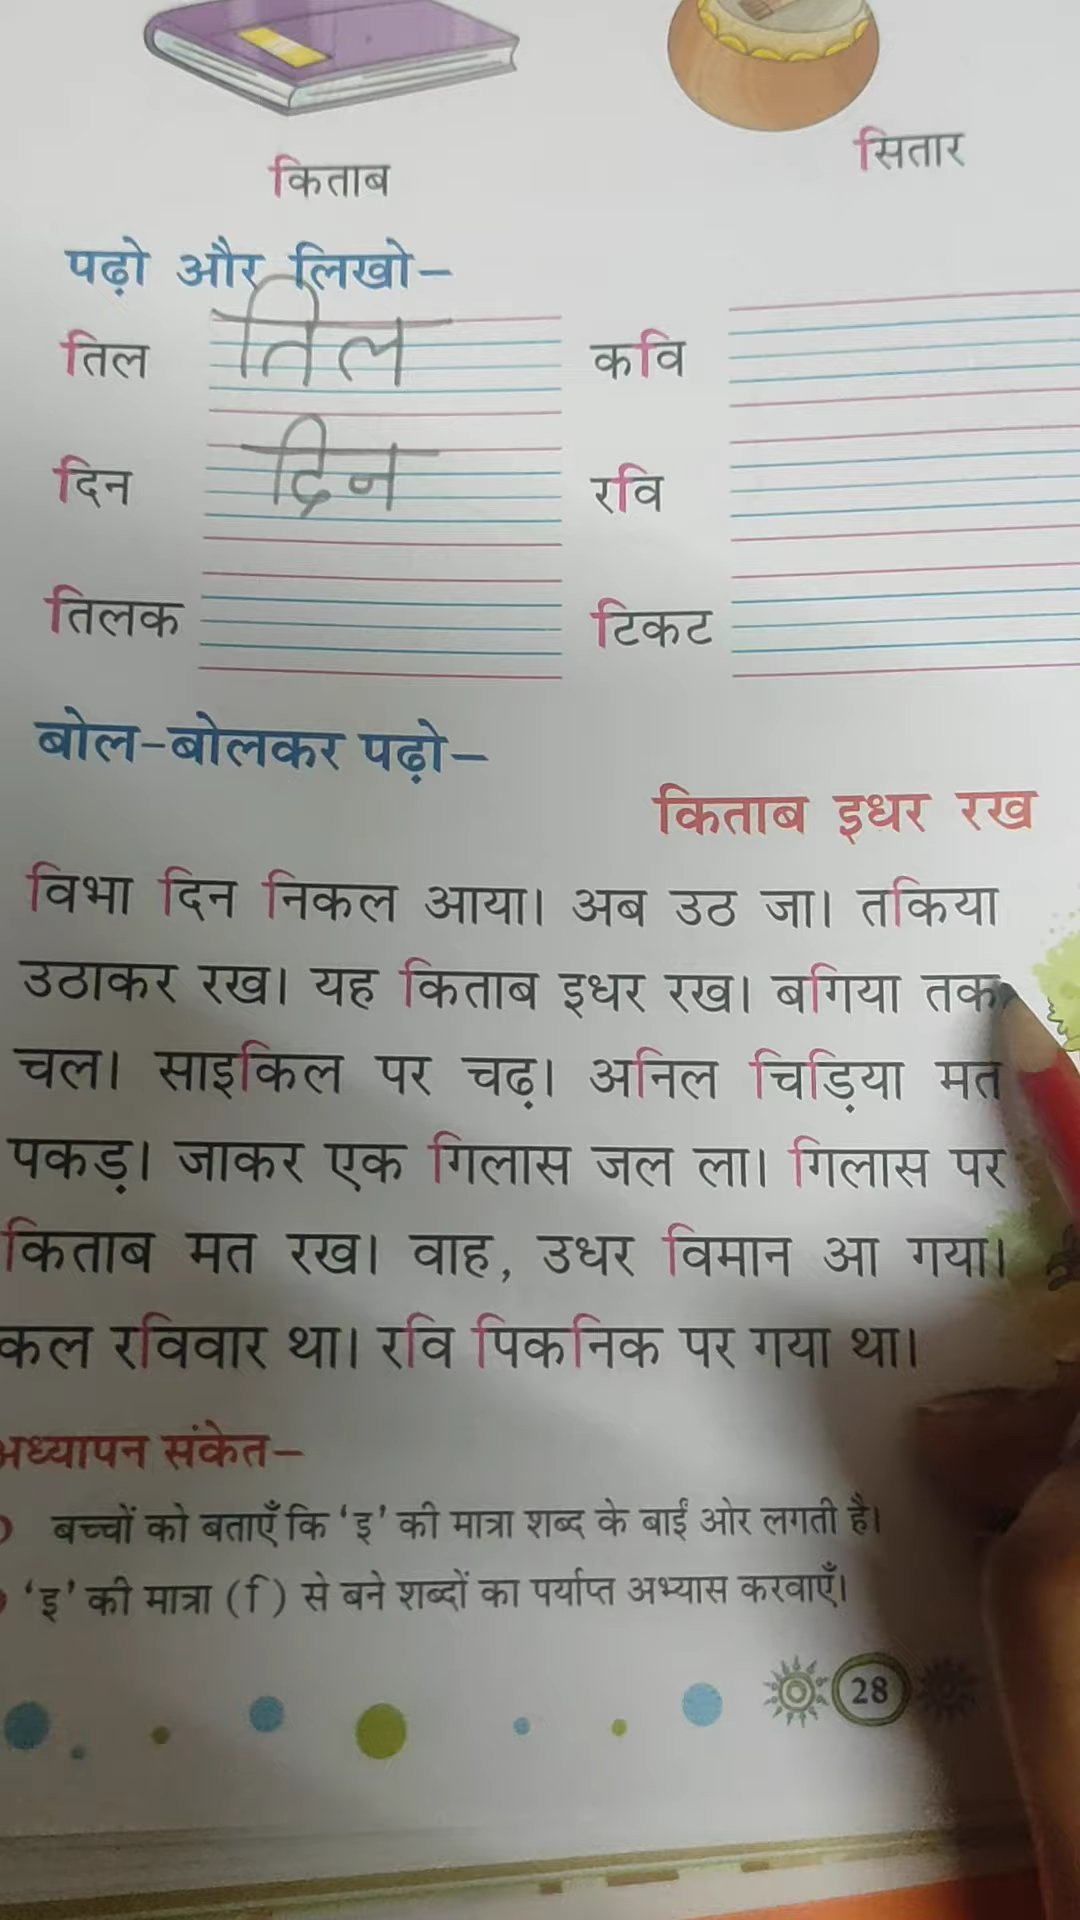 किताब
सितार
पढ़ो और लिखो–
तिल तिल कवि
दिन दिन रवि
तिलक टिकट
बोल-बोलकर पढ़ो–
किताब इधर रख
विभा दिन निकल आया। अब उठ जा। तकिया
उठाकर रख। यह किताब इधर रख। बगिया तक
चल। साइकिल पर चढ़। अनिल चिड़िया मत
पकड़। जाकर एक गिलास जल ला। गिलास पर
किताब मत रख। वाह, उधर विमान आ गया।
कल रविवार था। रवि पिकनिक पर गया था।
अध्यापन संकेत–
बच्चों को बताएँ कि 'इ' की मात्रा शब्द के बाईं ओर लगती है।
'इ' की मात्रा (ि) से बने शब्दों का पर्याप्त अभ्यास करवाएँ।
28